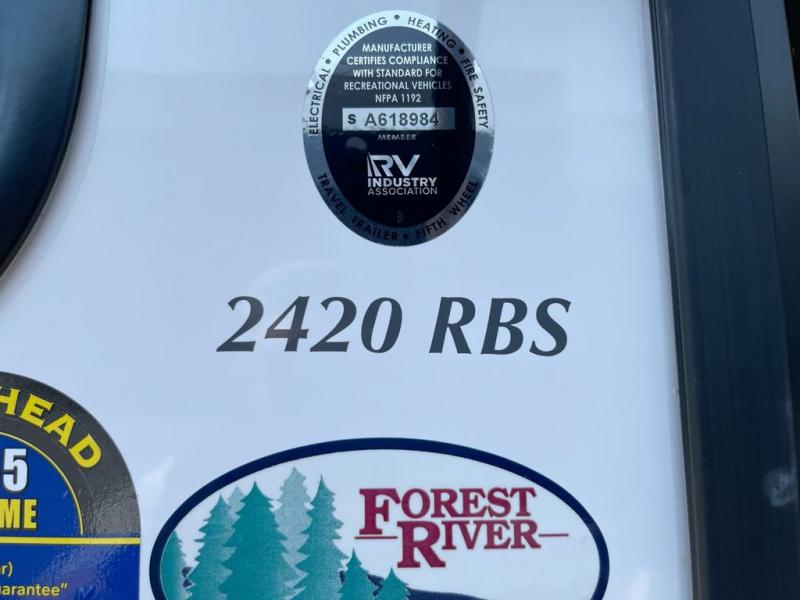 ELECTRICAL • PLUMBING • HEATING • FIRE SAFETY
MANUFACTURER
CERTIFIES COMPLIANCE
WITH STANDARD FOR
RECREATIONAL VEHICLES
NFPA 1192
S A618984
MEMBER
RV
INDUSTRY
ASSOCIATION
D
TRAVEL TRAILER • FIFTH WHEEL
2420 RBS
HEAD
5
ME
r)
uarantee"
FOREST
RIVER